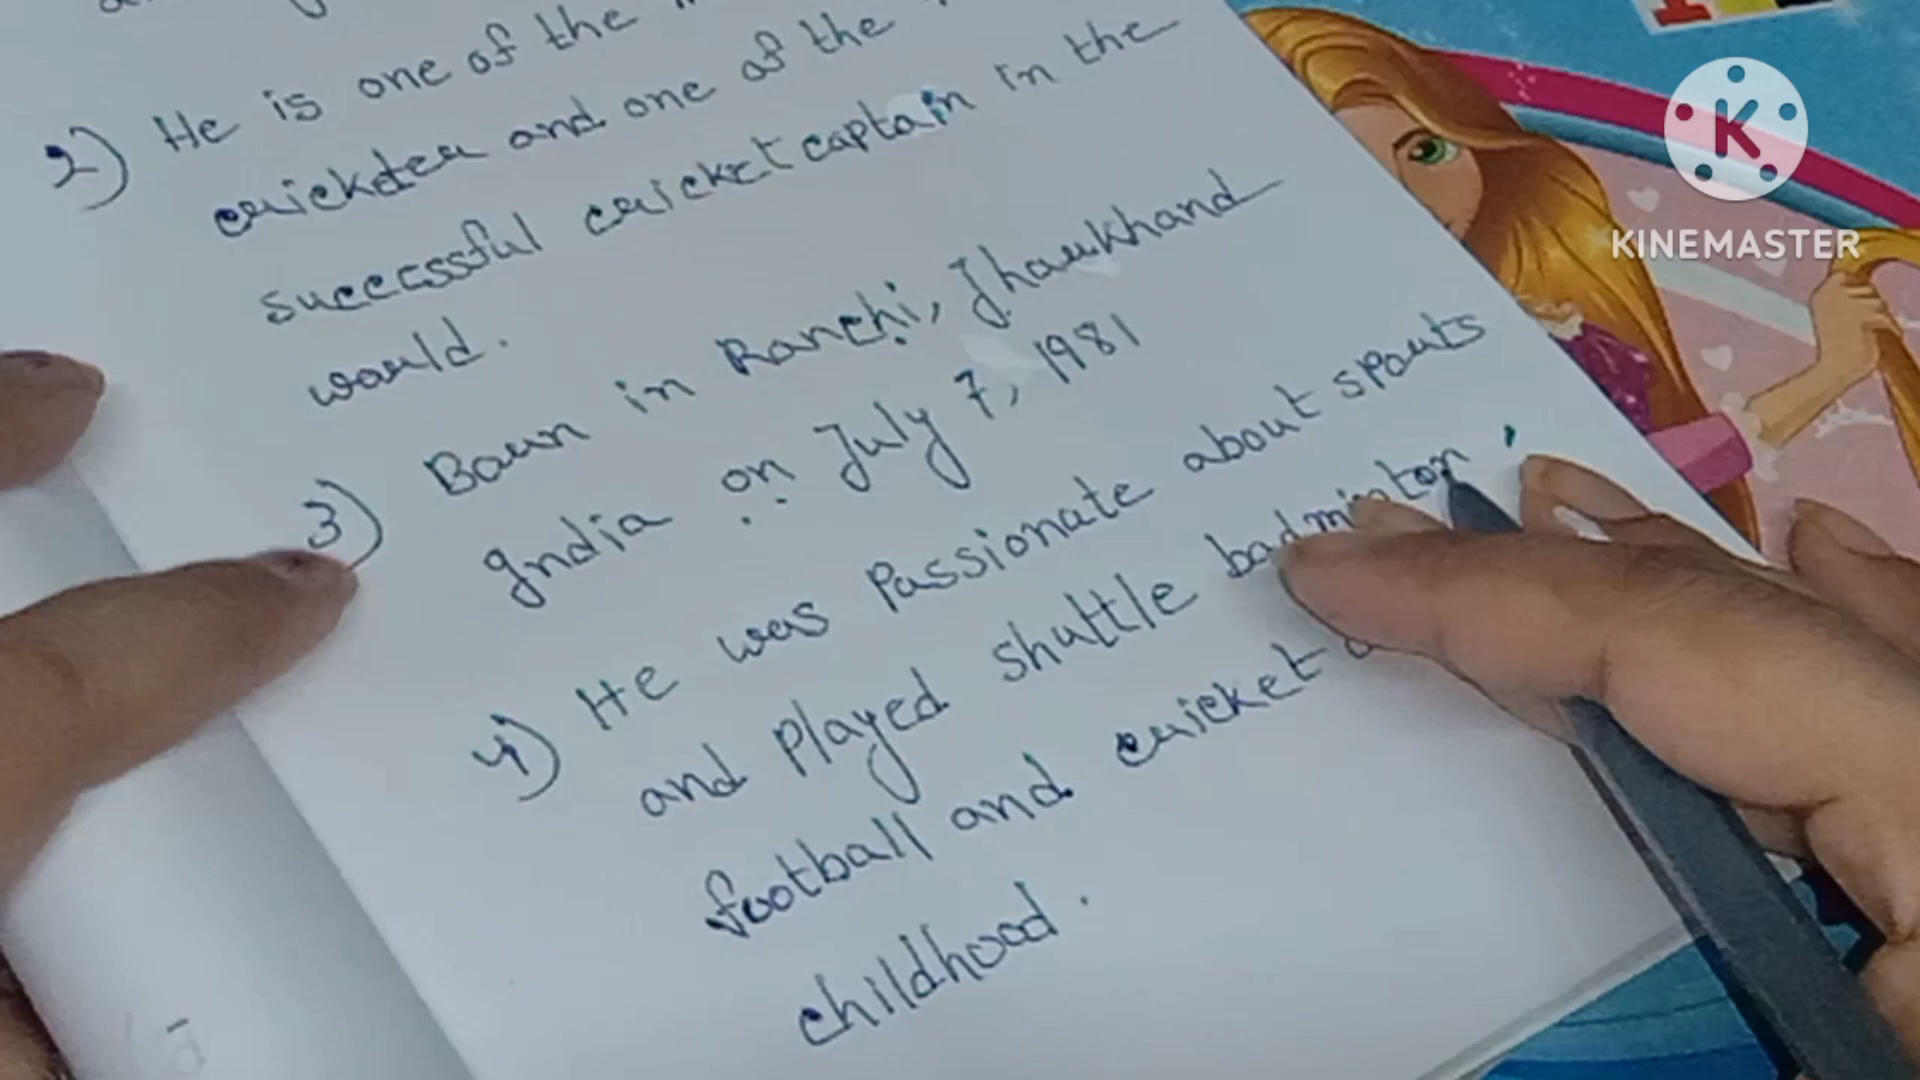 2) He is one of the
cricketer and one of the
successful cricket captain in the
world.
3) Born in Ranchi, Jharkhand
India on July 7, 1981
4) He was Passionate about sports
and Played shuttle badminton,
football and cricket
childhood.
KINEMASTER